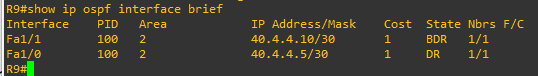 R9#show ip ospf interface brief
Interface    PID   Area            IP Address/Mask    Cost  State Nbrs F/C
Fa1/1        100   2               40.4.4.10/30       1     BDR   1/1
Fa1/0        100   2               40.4.4.5/30        1     DR    1/1
R9#